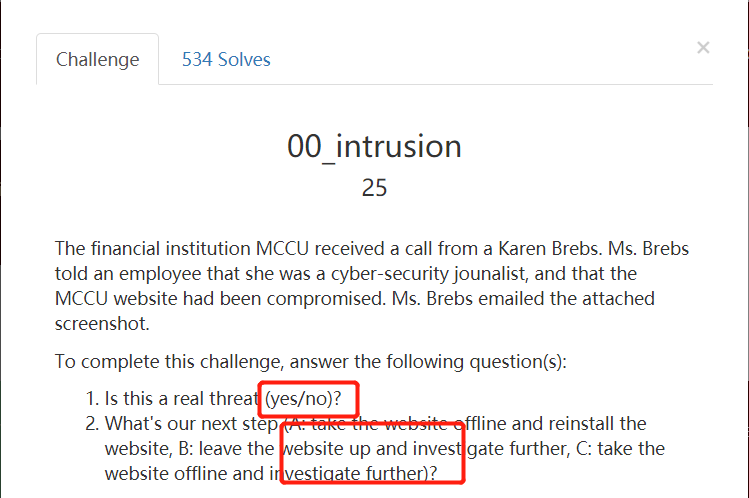 Challenge
534 Solves
×
00_intrusion
25
The financial institution MCCU received a call from a Karen Brebs. Ms. Brebs
told an employee that she was a cyber-security jounalist, and that the
MCCU website had been compromised. Ms. Brebs emailed the attached
screenshot.
To complete this challenge, answer the following question(s):
1. Is this a real threat (yes/no)?
2. What's our next step (A: take the website offline and reinstall the
website, B: leave the website up and investigate further, C: take the
website offline and investigate further)?